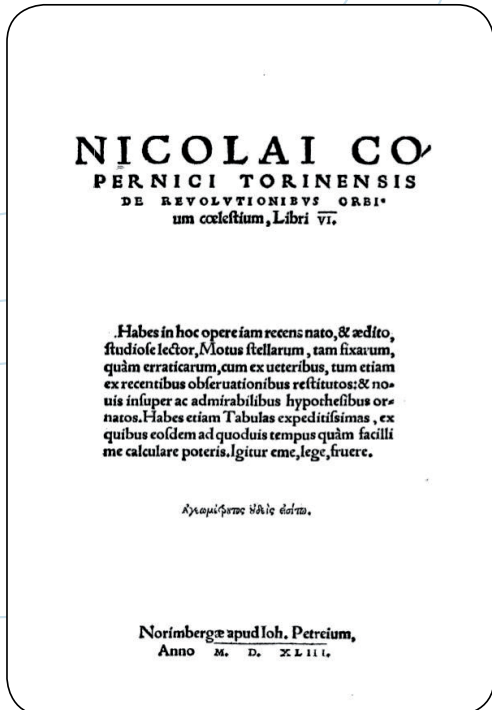 NICOLAI CO-
PERNICI TORINENSIS
DE REVOLVTIONIBVS ORBI-
um cœleſtium, Libri VI.
Habes in hoc opere iam recens nato, & ædito,
ſtudioſe lector, Motus ſtellarum, tam fixarum,
quàm erraticarum, cum ex ueteribus, tum etiam
ex recentibus obſeruationibus reſtitutos: & no-
uis inſuper ac admirabilibus hypotheſibus or-
natos. Habes etiam Tabulas expeditiſsimas, ex
quibus eoſdem ad quoduis tempus quàm facilli
me calculare poteris. Igitur eme, lege, fruere.
Ἀγεωμέτρητος οὐδεὶς εἰσίτω.
Norimbergæ apud Ioh. Petreium,
Anno M. D. XLIII.